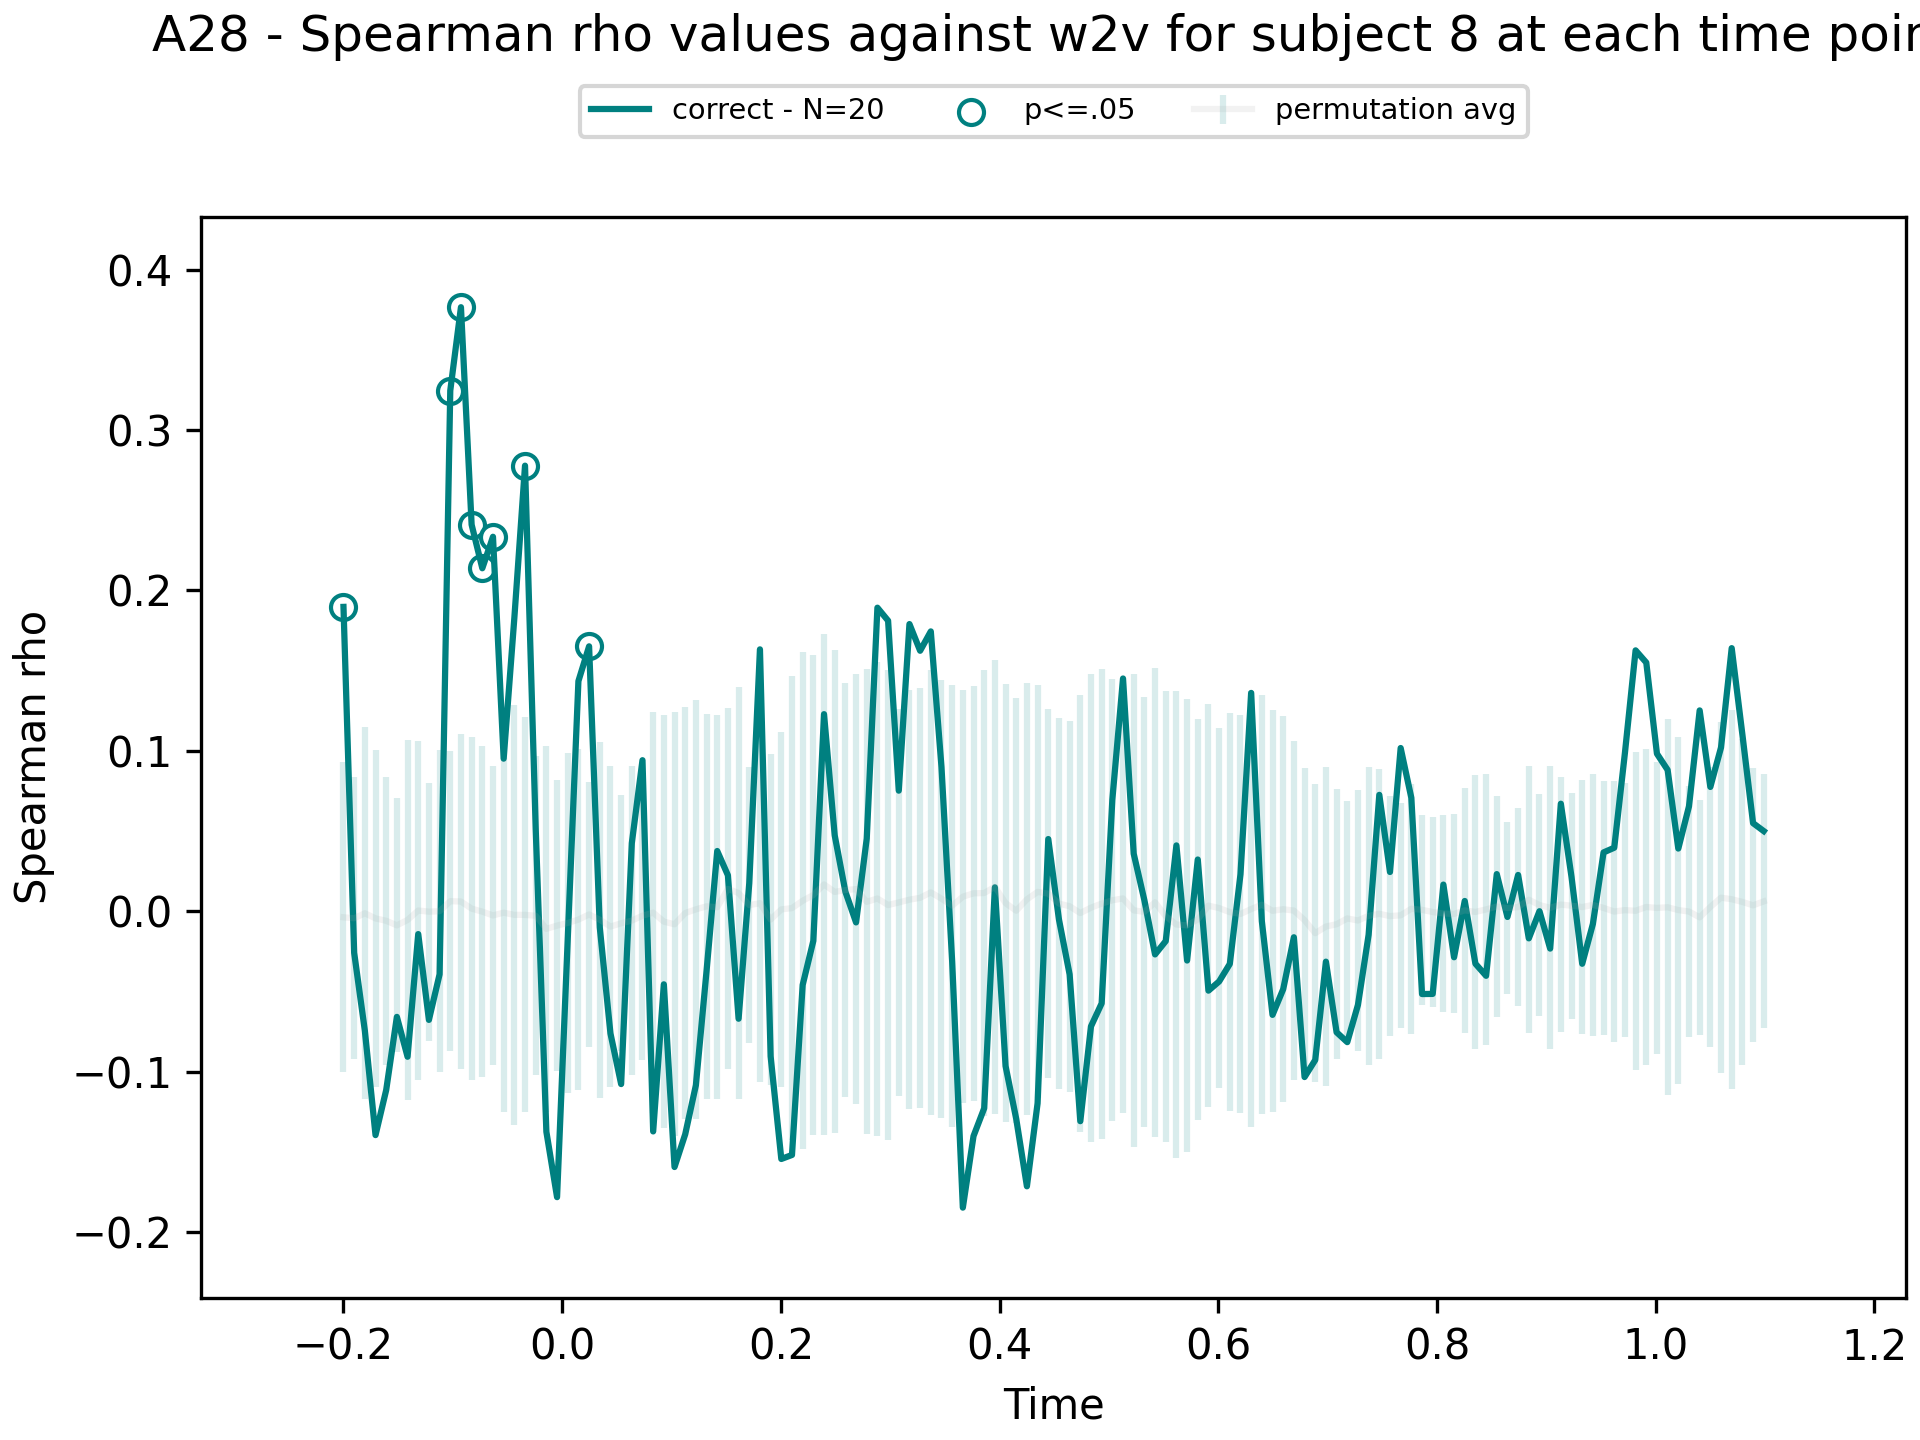 A28 - Spearman rho values against w2v for subject 8 at each time poin
correct - N=20
p<=.05
permutation avg
0.4
0.3
0.2
0.1
0.0
−0.1
−0.2
Spearman rho
−0.2 0.0 0.2 0.4 0.6 0.8 1.0 1.2
Time